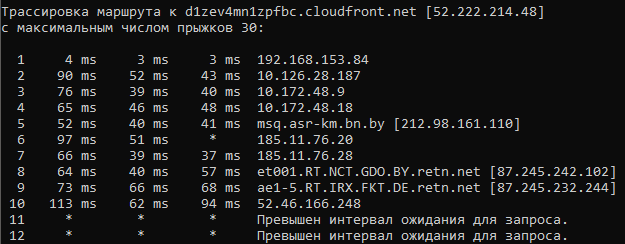 Трассировка маршрута к d1zev4mn1zpfbc.cloudfront.net [52.222.214.48]
с максимальным числом прыжков 30:
1 4 ms 3 ms 3 ms 192.168.153.84
2 90 ms 52 ms 43 ms 10.126.28.187
3 76 ms 39 ms 40 ms 10.172.48.9
4 65 ms 46 ms 48 ms 10.172.48.18
5 52 ms 40 ms 41 ms msq.asr-km.bn.by [212.98.161.110]
6 97 ms 51 ms * 185.11.76.20
7 66 ms 39 ms 37 ms 185.11.76.28
8 64 ms 40 ms 57 ms et001.RT.NCT.GDO.BY.retn.net [87.245.242.102]
9 73 ms 66 ms 68 ms ae1-5.RT.IRX.FKT.DE.retn.net [87.245.232.244]
10 113 ms 62 ms 94 ms 52.46.166.248
11 * * * Превышен интервал ожидания для запроса.
12 * * * Превышен интервал ожидания для запроса.